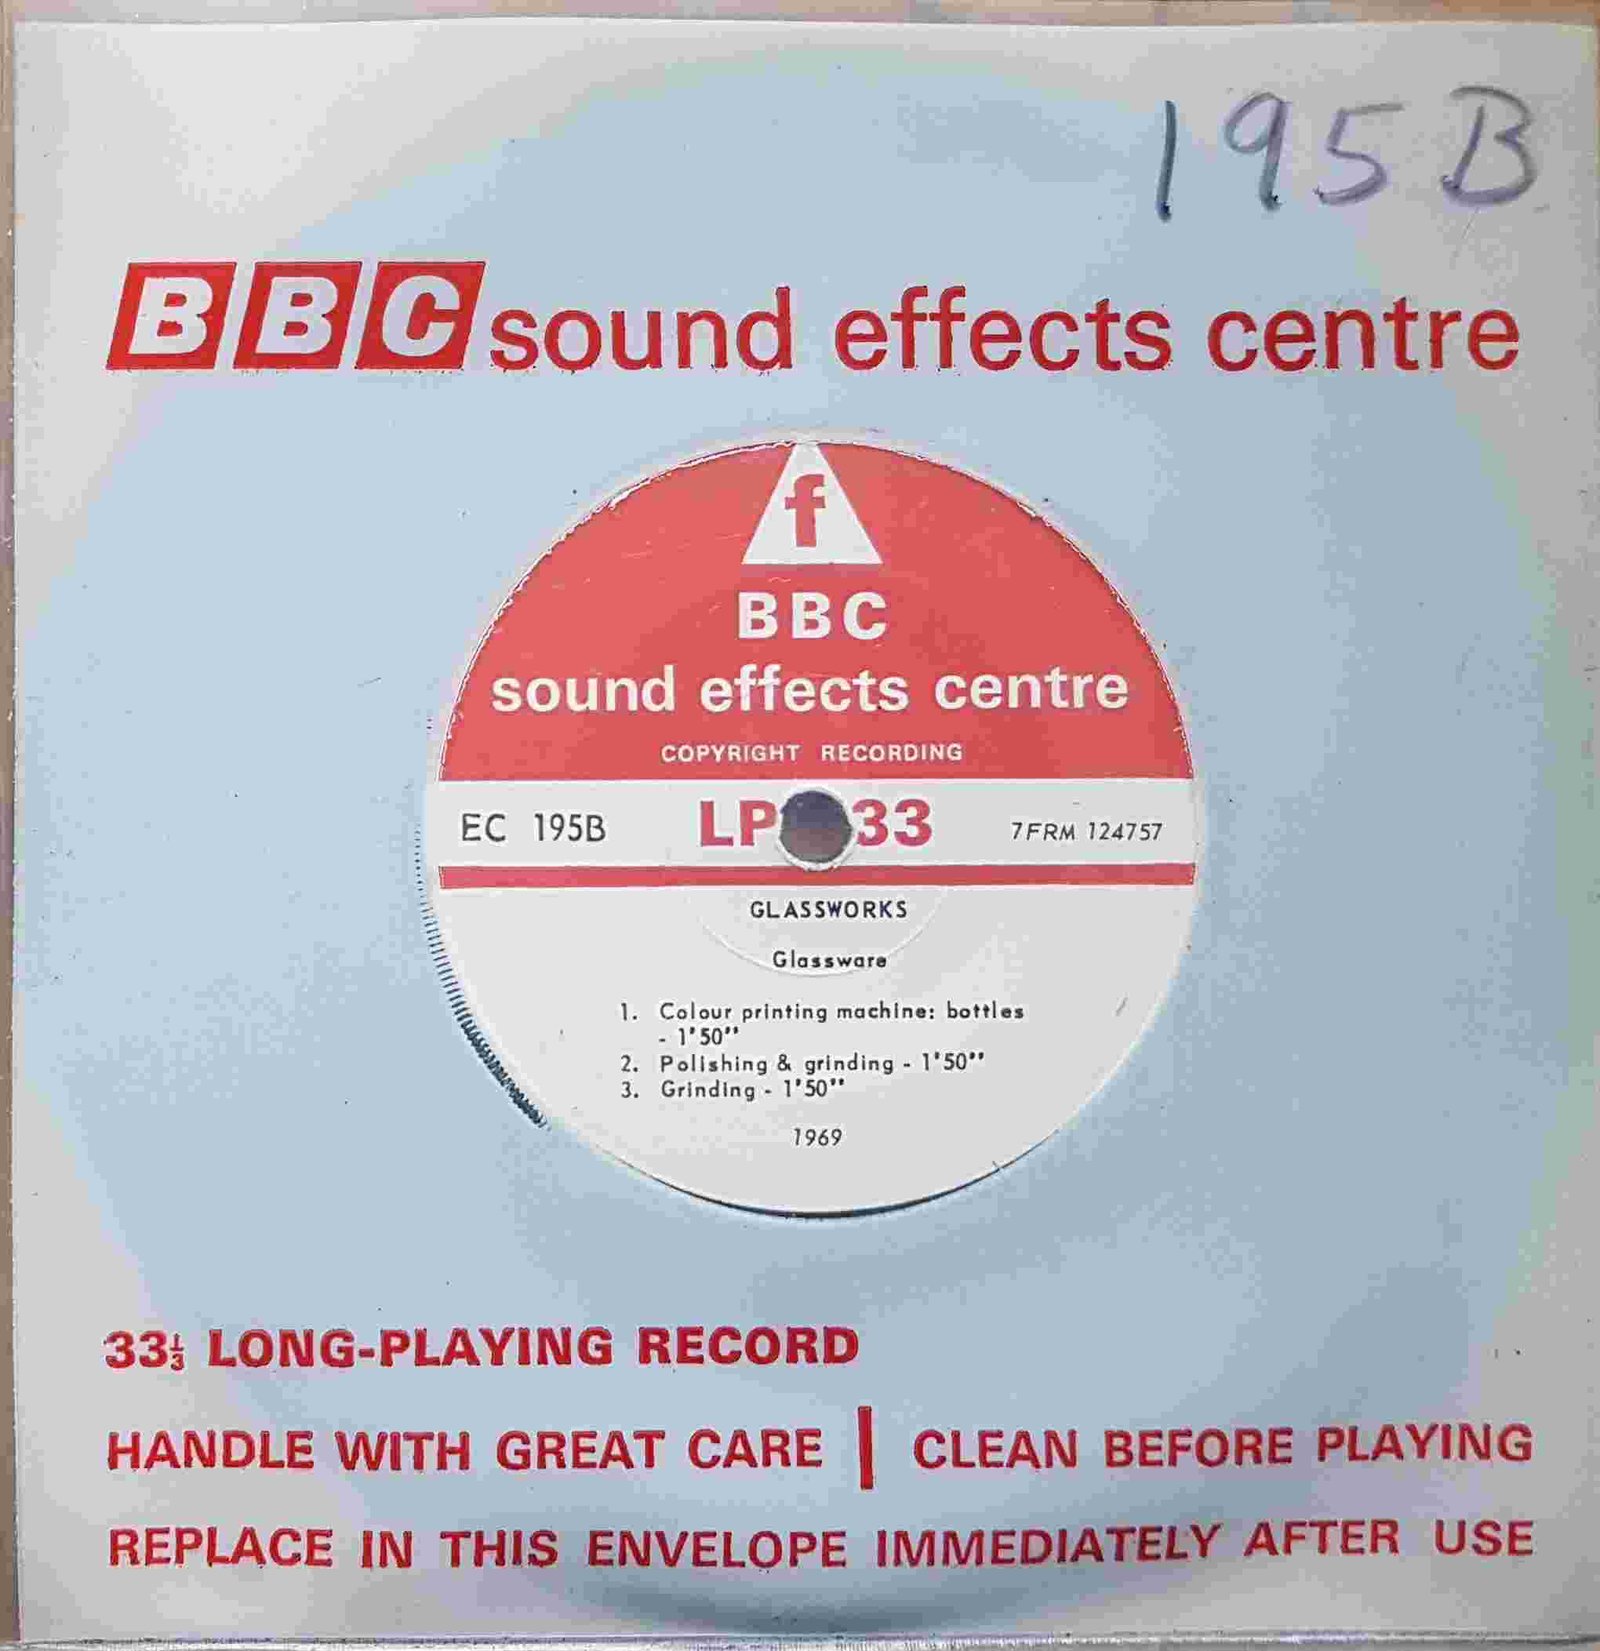 195B
BBC sound effects centre
f
BBC
sound effects centre
COPYRIGHT RECORDING
EC 195B LP 33 7FRM 124757
GLASSWORKS
Glassware
1. Colour printing machine: bottles
- 1'50"
2. Polishing & grinding - 1'50"
3. Grinding - 1'50"
1969
33⅓ LONG-PLAYING RECORD
HANDLE WITH GREAT CARE | CLEAN BEFORE PLAYING
REPLACE IN THIS ENVELOPE IMMEDIATELY AFTER USE